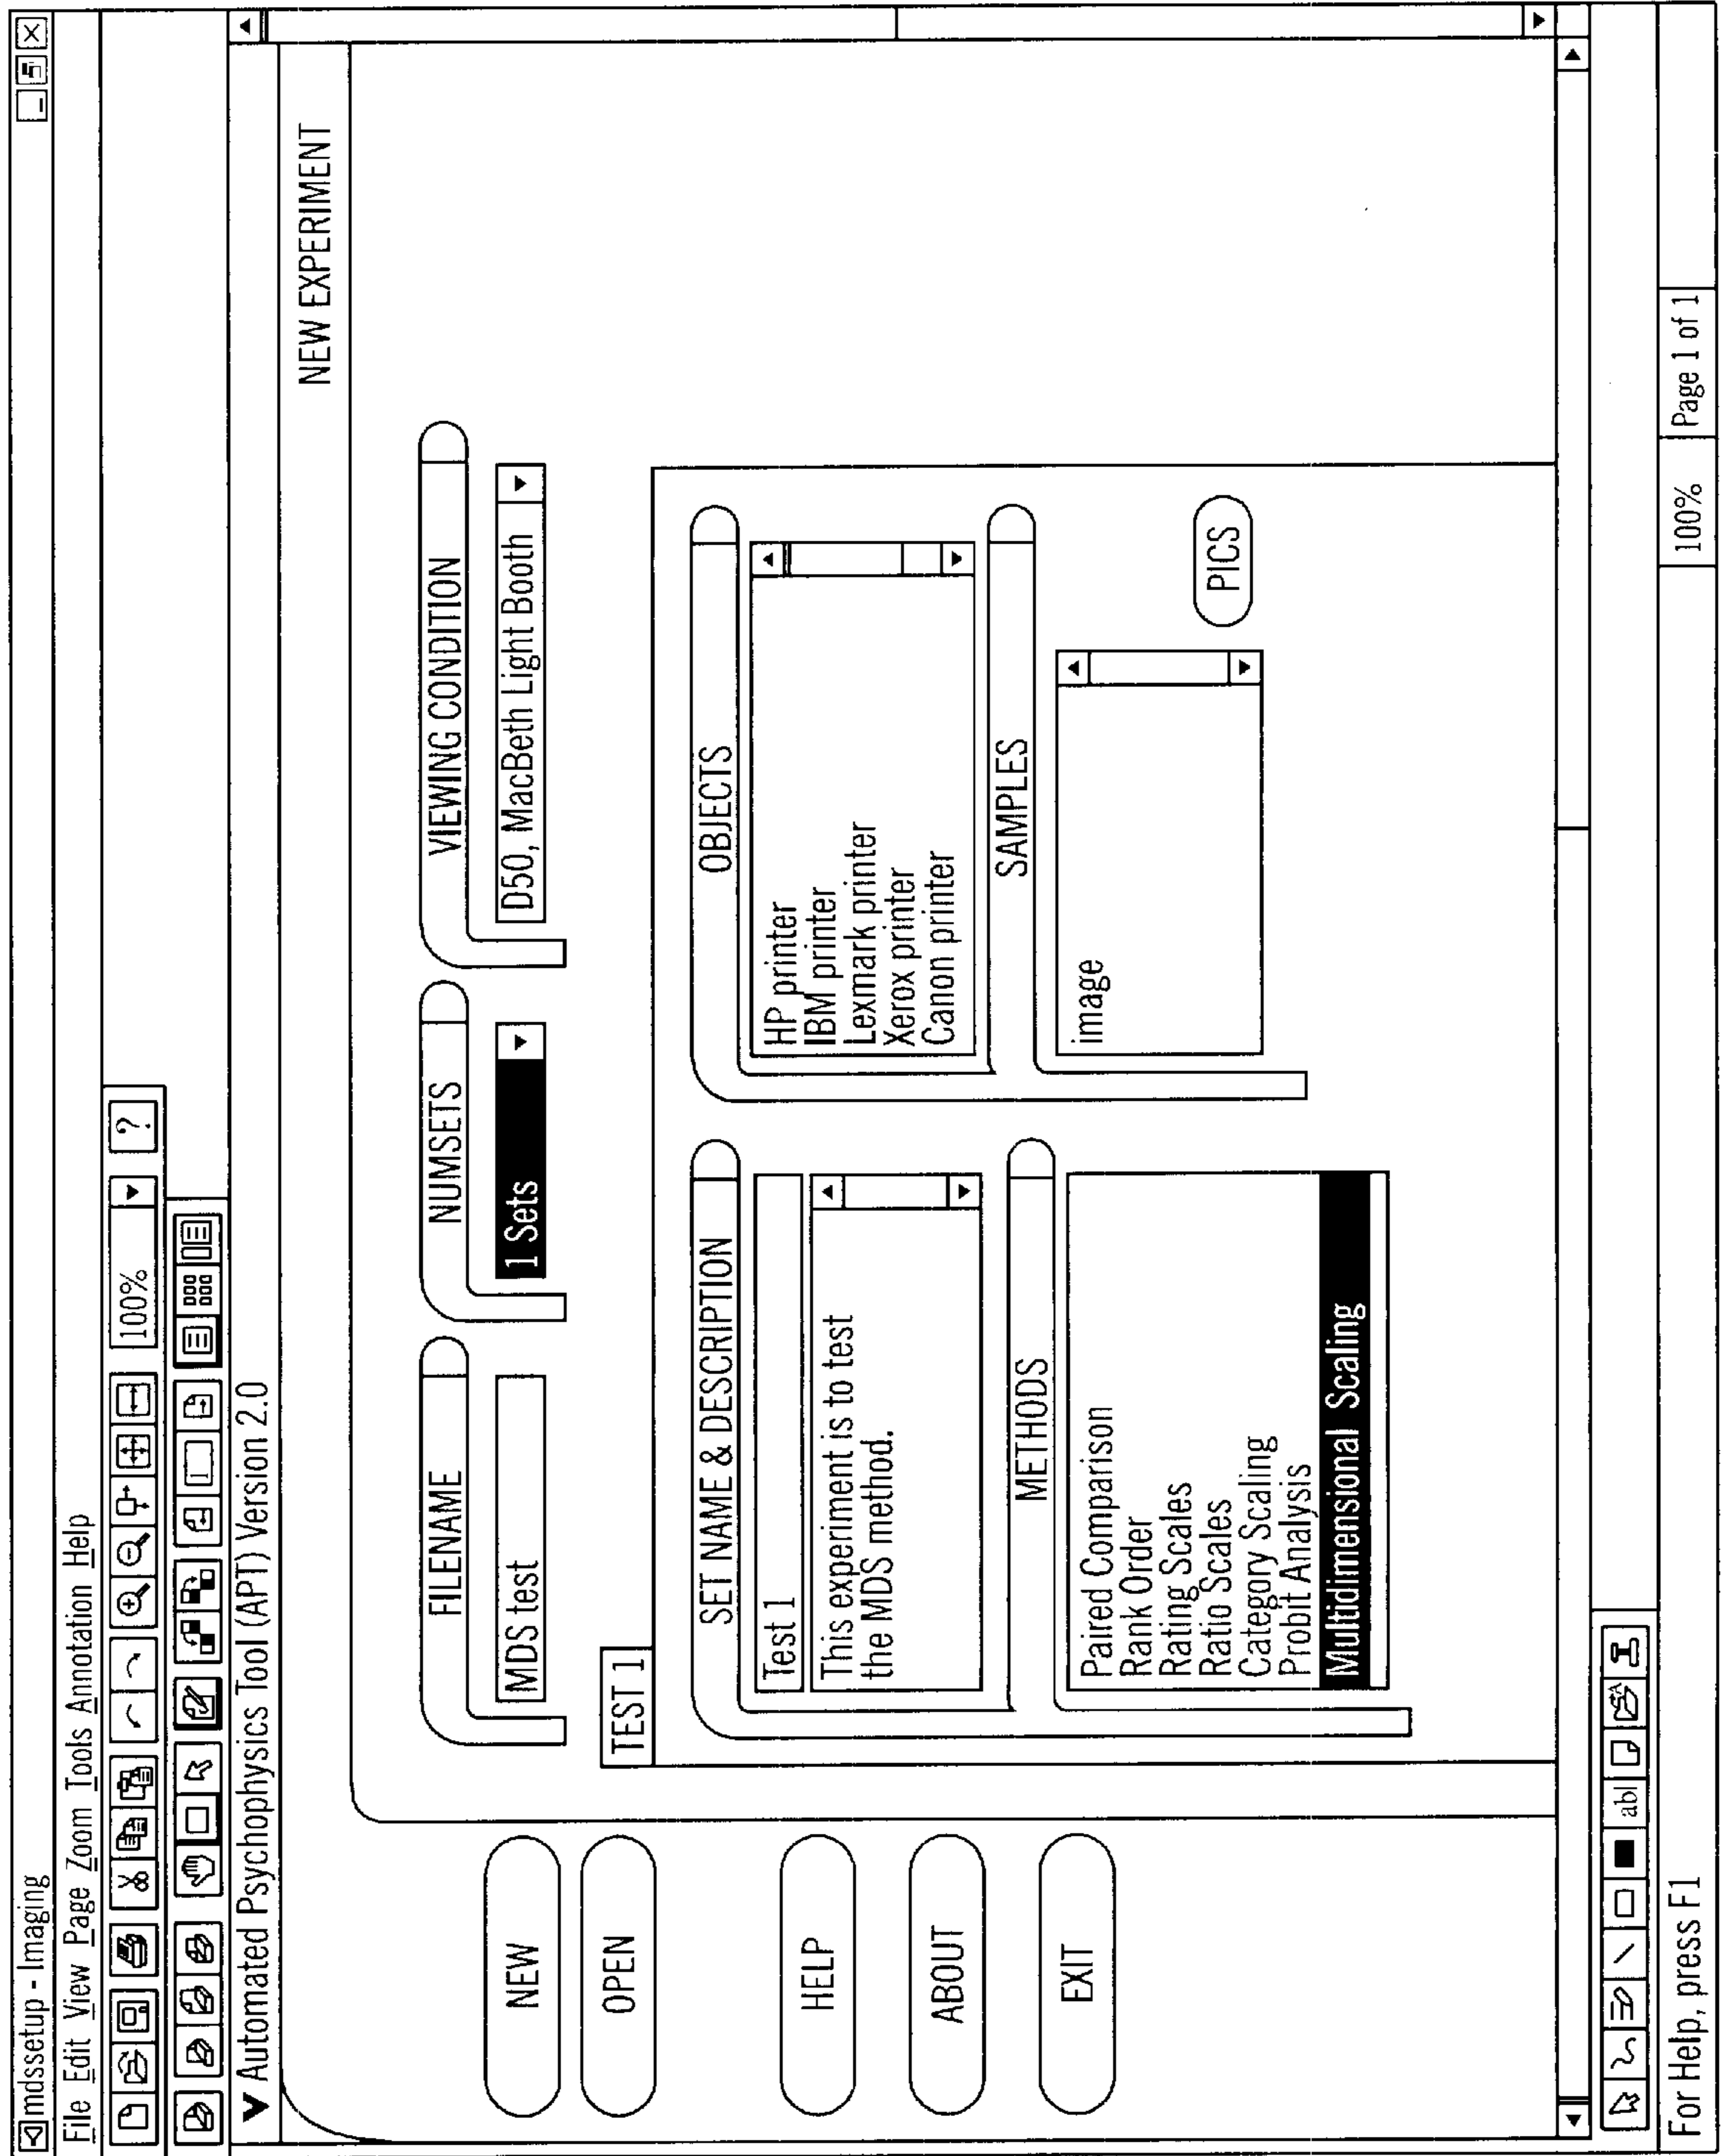 mdssetup - Imaging
File Edit View Page Zoom Tools Annotation Help
100% ?
Automated Psychophysics Tool (APT) Version 2.0
NEW EXPERIMENT
NEW
OPEN
HELP
ABOUT
EXIT
FILENAME
MDS test
NUMSETS
1 Sets
VIEWING CONDITION
D50, MacBeth Light Booth
TEST 1
SET NAME & DESCRIPTION
Test 1
This experiment is to test
the MDS method.
METHODS
Paired Comparison
Rank Order
Rating Scales
Ratio Scales
Category Scaling
Probit Analysis
Multidimensional Scaling
OBJECTS
HP printer
IBM printer
Lexmark printer
Xerox printer
Canon printer
SAMPLES
image
PICS
abl
For Help, press F1
100%
Page 1 of 1